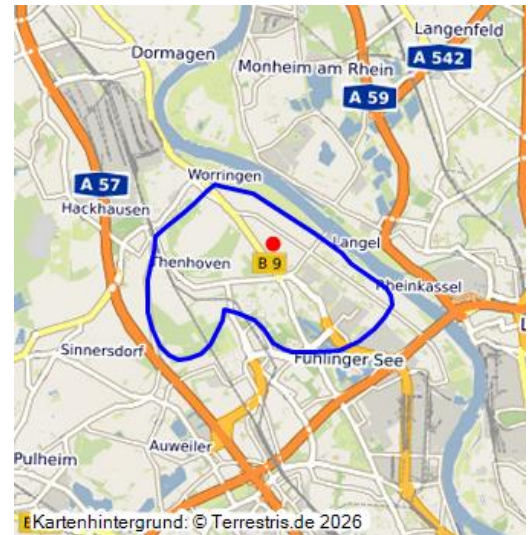 Langenfeld
Dormagen
A 542
Monheim am Rhein
A 59
A 57
Worringen
Hackhausen
Langel
Thenhoven
B 9
Rheinkassel
Sinnersdorf
Fühlinger See
Auweiler
Pulheim
Kartenhintergrund: © Terrestris.de 2026